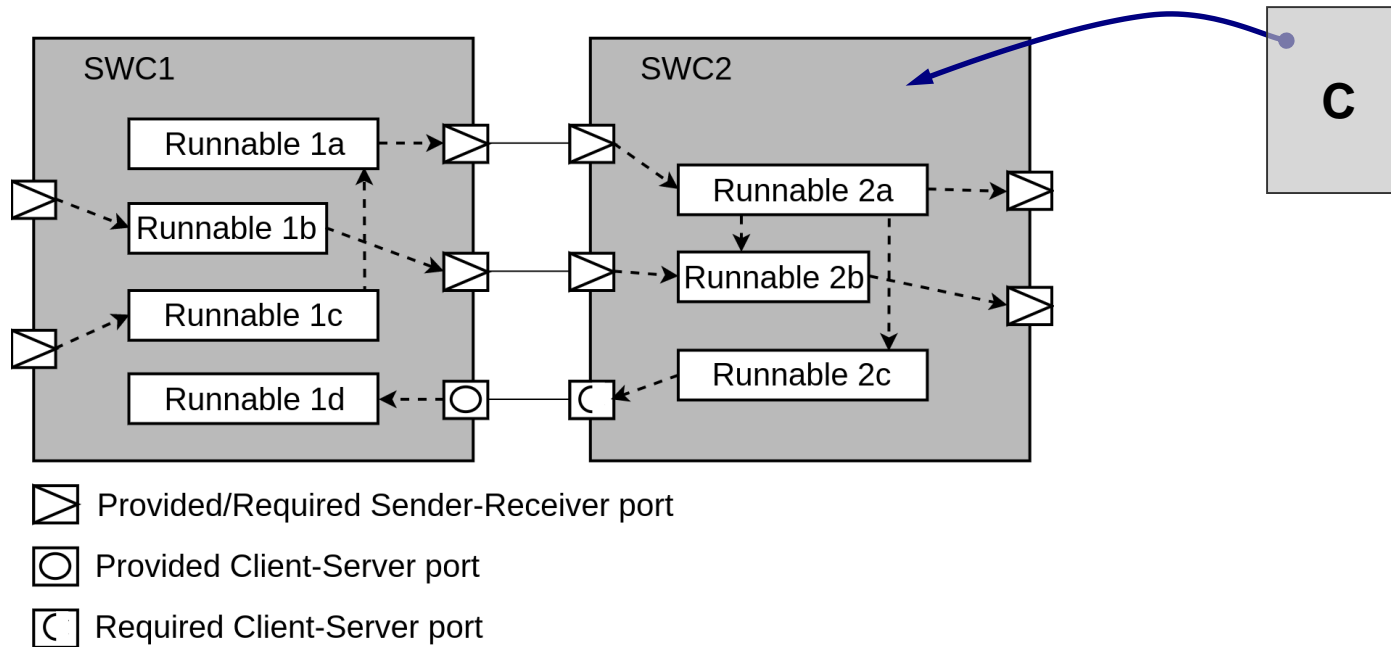 SWC1
Runnable 1a
Runnable 1b
Runnable 1c
Runnable 1d
SWC2
Runnable 2a
Runnable 2b
Runnable 2c
C
Provided/Required Sender-Receiver port
Provided Client-Server port
Required Client-Server port